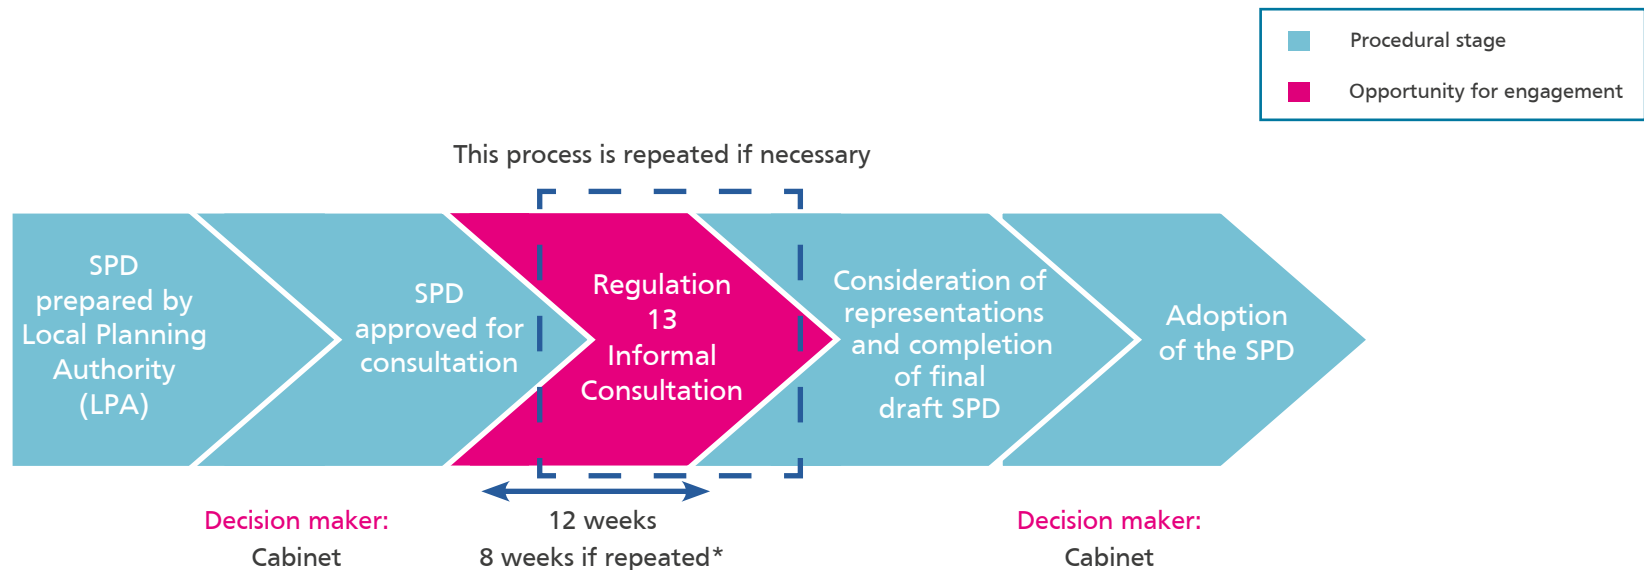 Procedural stage
Opportunity for engagement
This process is repeated if necessary
SPD
prepared by
Local Planning
Authority
(LPA)
SPD
approved for
consultation
Regulation
13
Informal
Consultation
Consideration of
representations
and completion
of final
draft SPD
Adoption
of the SPD
Decision maker:
Cabinet
12 weeks
8 weeks if repeated*
Decision maker:
Cabinet